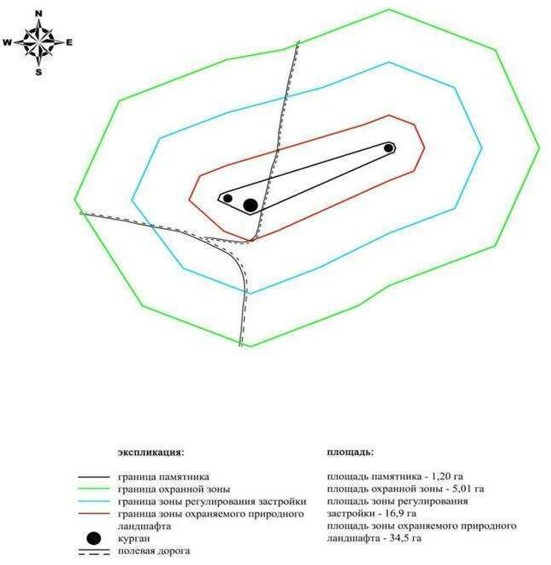 N
W E
S
экспликация:
граница памятника
граница охранной зоны
граница зоны регулирования застройки
граница зоны охраняемого природного
ландшафта
курган
полевая дорога
площадь:
площадь памятника - 1,20 га
площадь охранной зоны - 5,01 га
площадь зоны регулирования
застройки - 16,9 га
площадь зоны охраняемого природного
ландшафта - 34,5 га